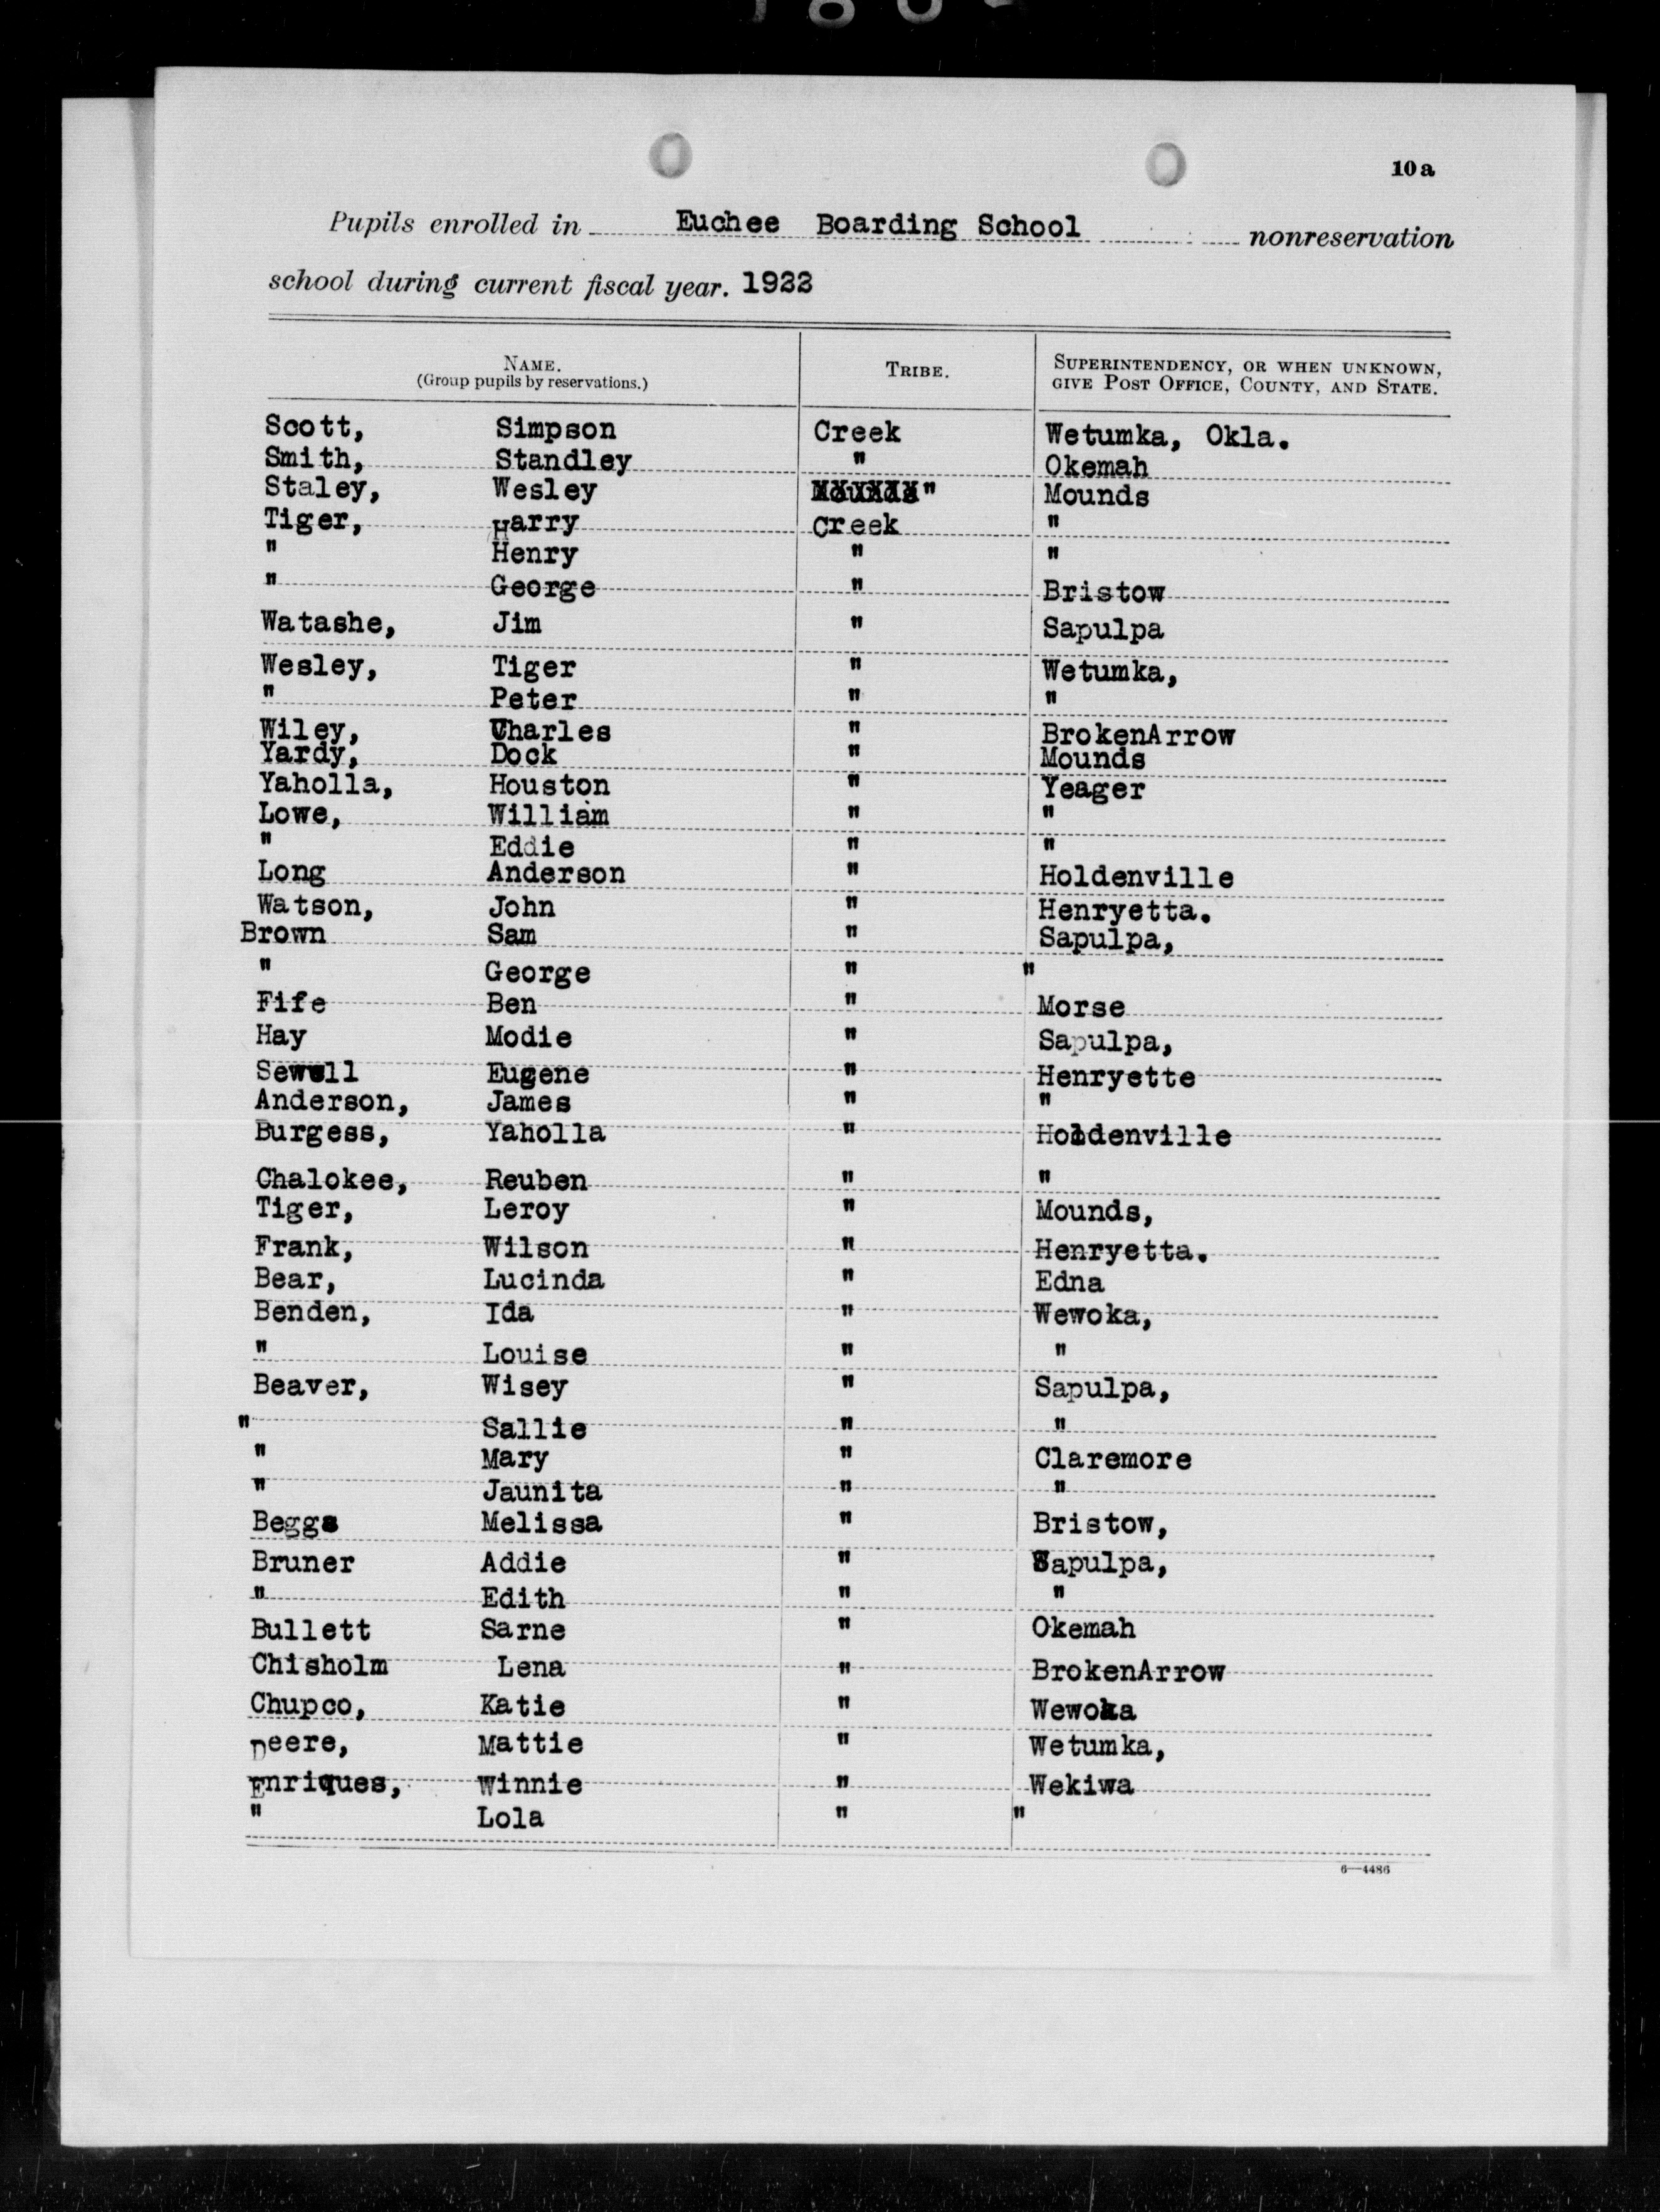 10a
Pupils enrolled in Euchee Boarding School nonreservation
school during current fiscal year. 1922
NAME. TRIBE. SUPERINTENDENCY, OR WHEN UNKNOWN,
(Group pupils by reservations.) GIVE POST OFFICE, COUNTY, AND STATE.
Scott, Simpson Creek Wetumka, Okla.
Smith, Standley " Okemah
Staley, Wesley " Mounds
Tiger, Harry Creek "
" Henry " "
" George " Bristow
Watashe, Jim " Sapulpa
Wesley, Tiger " Wetumka,
" Peter " "
Wiley, Charles " BrokenArrow
Yardy, Dock " Mounds
Yaholla, Houston " Yeager
Lowe, William " "
" Eddie " "
Long Anderson " Holdenville
Watson, John " Henryetta.
Brown Sam " Sapulpa,
" George " "
Fife Ben " Morse
Hay Modie " Sapulpa,
Sewell Eugene " Henryette
Anderson, James " "
Burgess, Yaholla " Holdenville
Chalokee, Reuben " "
Tiger, Leroy " Mounds,
Frank, Wilson " Henryetta.
Bear, Lucinda " Edna
Benden, Ida " Wewoka,
" Louise " "
Beaver, Wisey " Sapulpa,
" Sallie " "
" Mary " Claremore
" Jaunita " "
Beggs Melissa " Bristow,
Bruner Addie " Sapulpa,
" Edith " "
Bullett Sarne " Okemah
Chisholm Lena " BrokenArrow
Chupco, Katie " Wewoka
Deere, Mattie " Wetumka,
Enriques, Winnie " Wekiwa
" Lola " "
6—4486